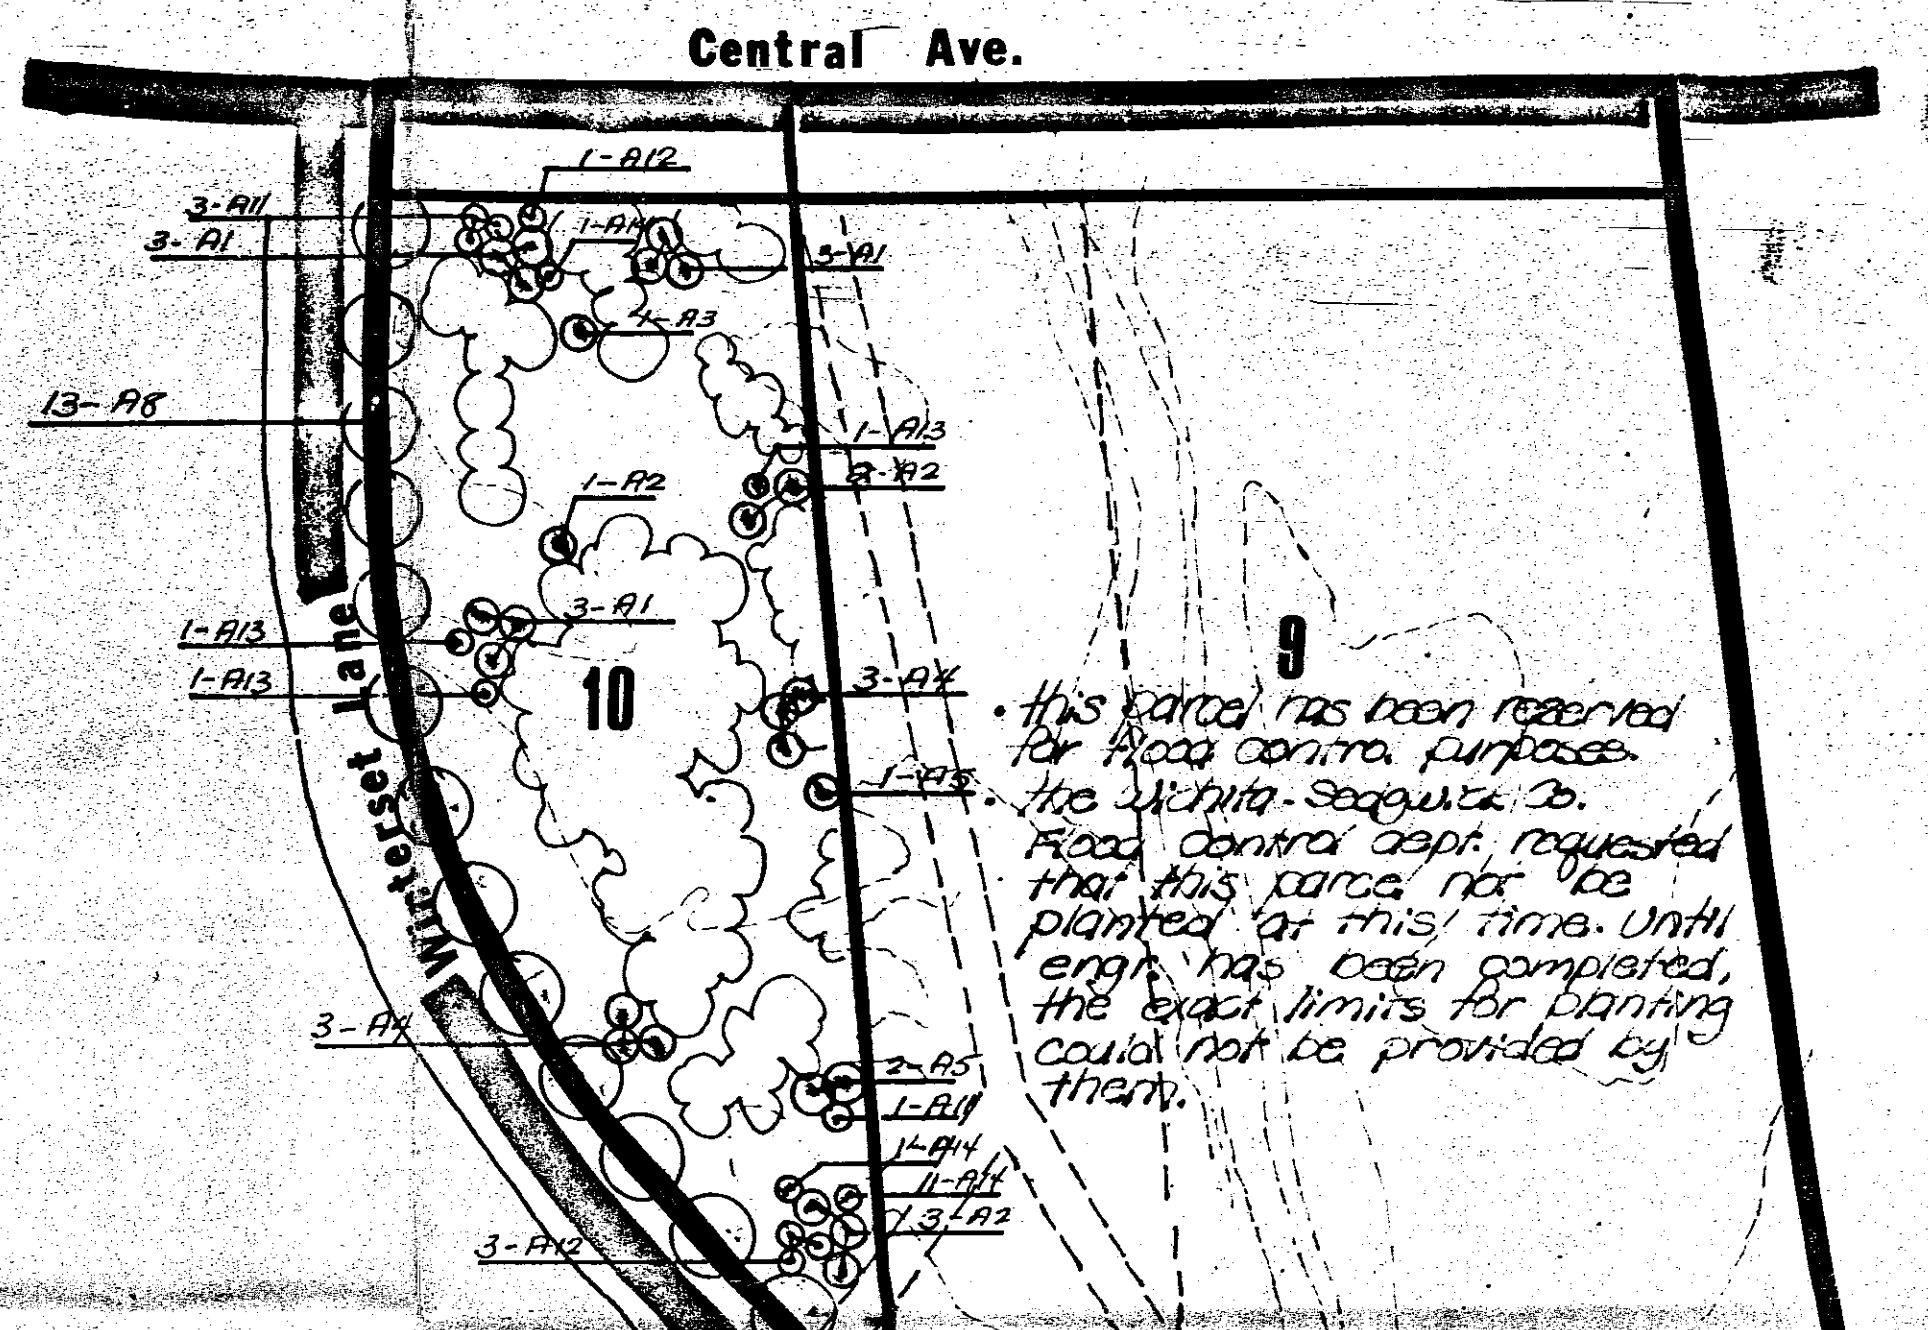 Central Ave.
1-A12
3-A11
3-A1
1-A14
3-A1
1-A3
13-A8
1-A13
2-A2
1-A2
3-A1
1-A13
1-A13
Winterset Lane
10
9
3-A4
1-A5
• this parcel has been reserved
for flood control purposes.
• the Wichita-Sedgwick Co.
Flood control dept. requested
that this parcel not be
planted at this time. Until
engr. has been completed,
the exact limits for planting
could not be provided by
them.
3-A4
2-A5
1-A11
1-A14
3-A2
3-A12